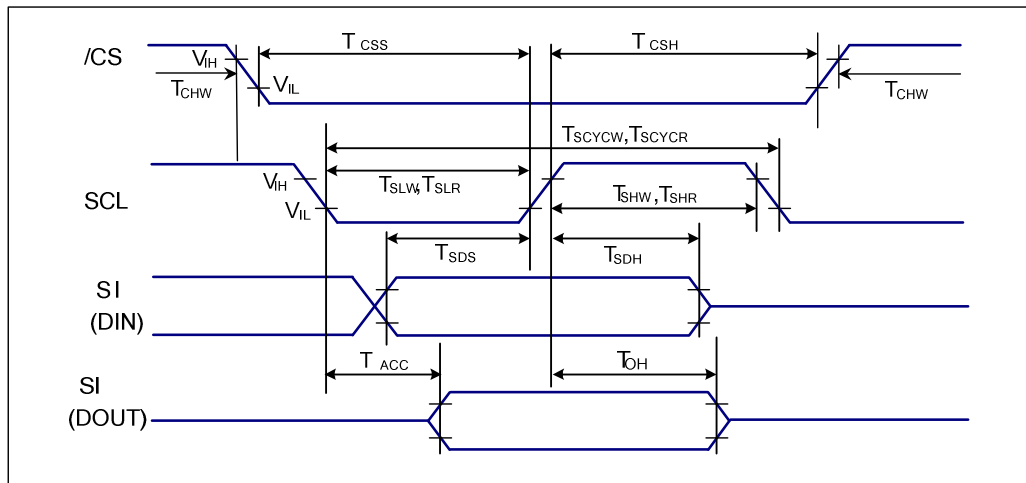 /CS
VIH
TCHW
VIL
T CSS
T CSH
TCHW
TSCYCW,TSCYCR
SCL
VIH
VIL
TSLW,TSLR
TSHW,TSHR
TSDS
TSDH
SI
(DIN)
T ACC
TOH
SI
(DOUT)